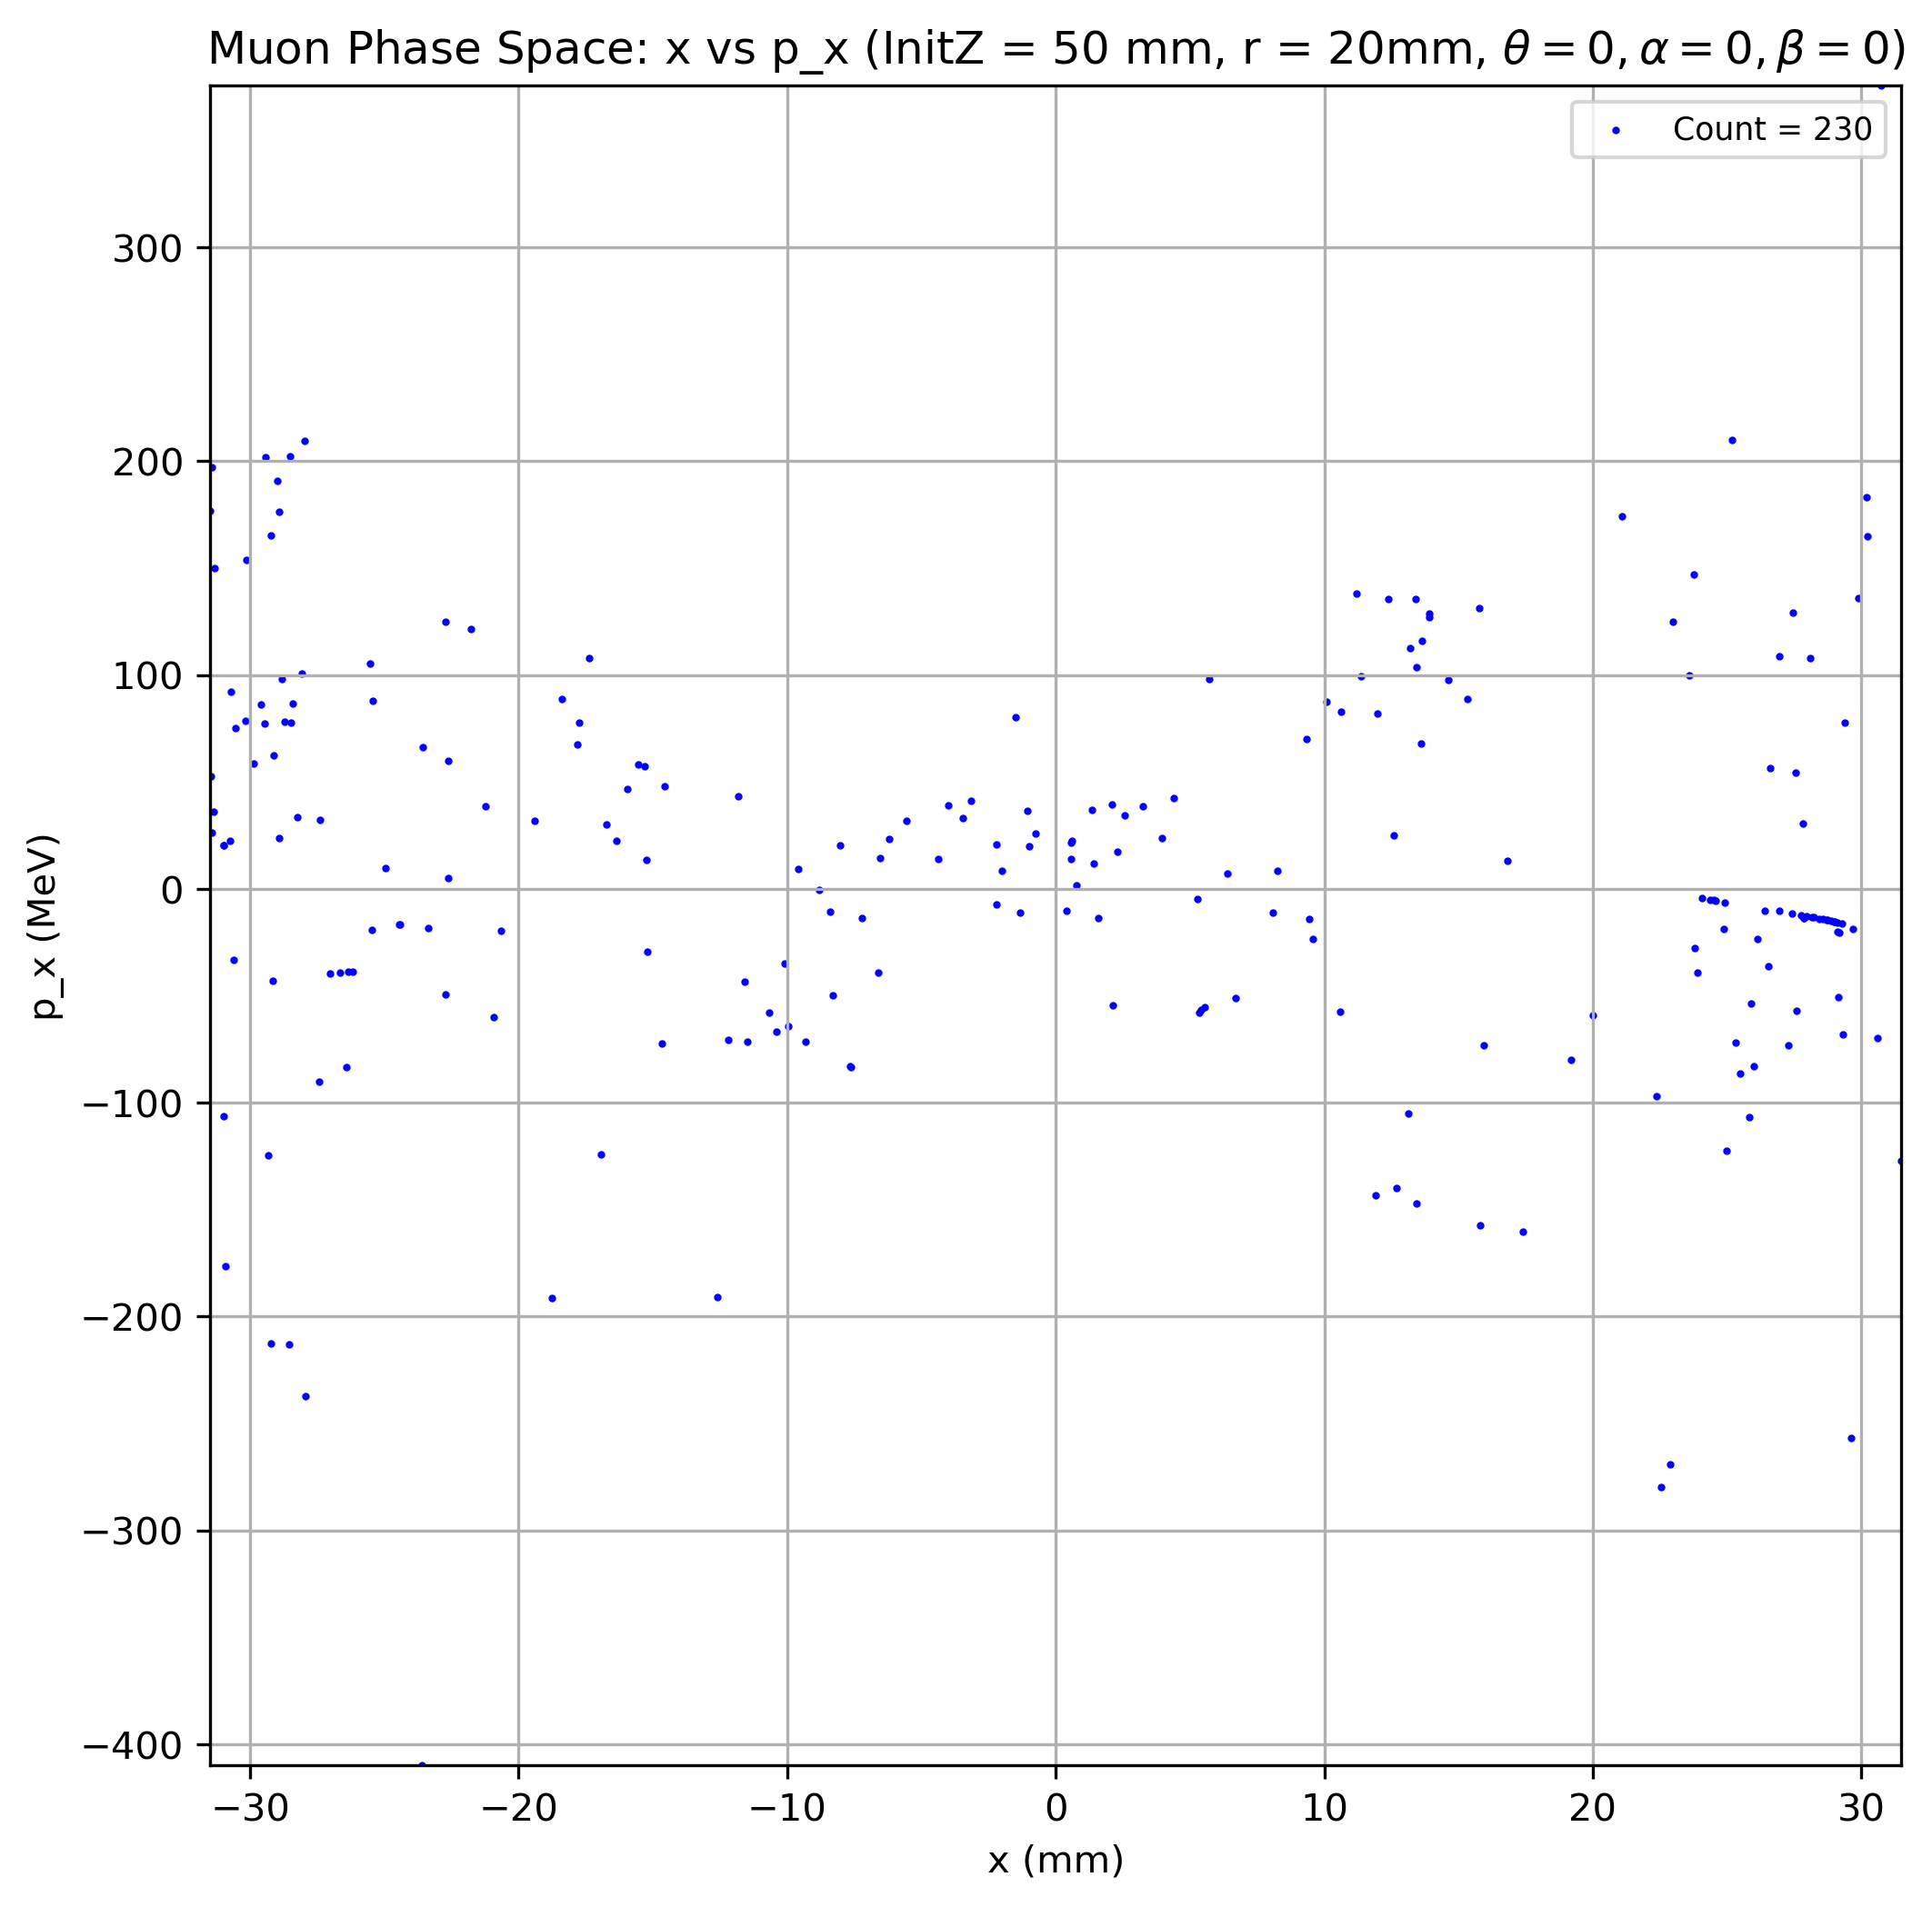 Muon Phase Space: x vs p_x (InitZ = 50 mm, r = 20mm, θ = 0, α = 0, β = 0)
Count = 230
300
200
100
0
−100
−200
−300
−400
p_x (MeV)
−30 −20 −10 0 10 20 30
x (mm)